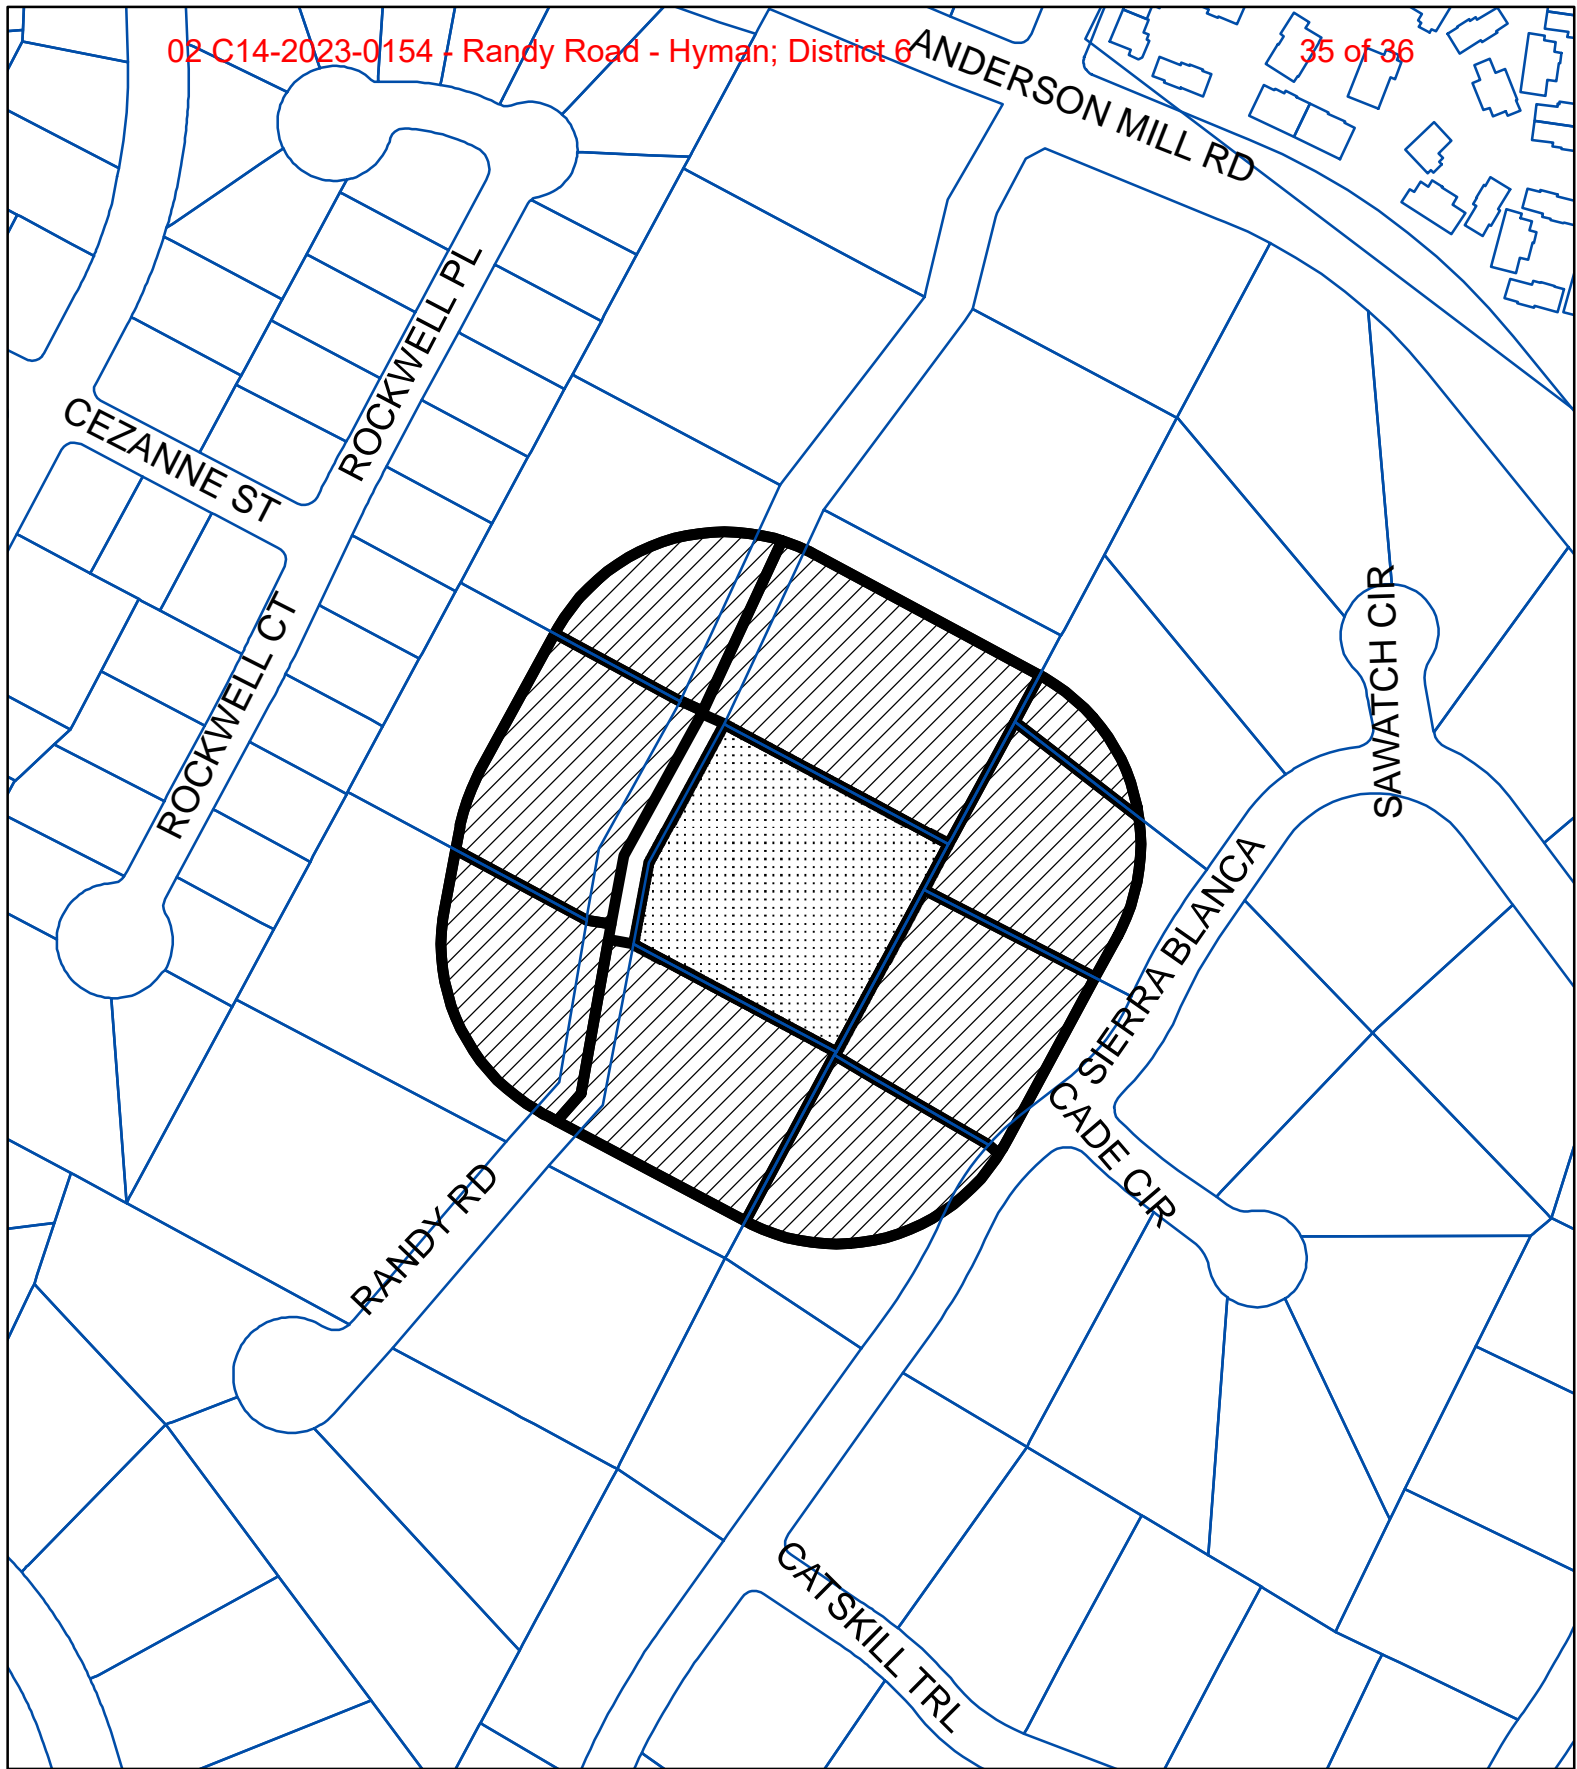 02 C14-2023-0154 - Randy Road - Hyman; District 6
35 of 36
ANDERSON MILL RD
ROCKWELL PL
CEZANNE ST
ROCKWELL CT
SAWATCH CIR
SIERRA BLANCA
CADE CIR
RANDY RD
CATSKILL TRL